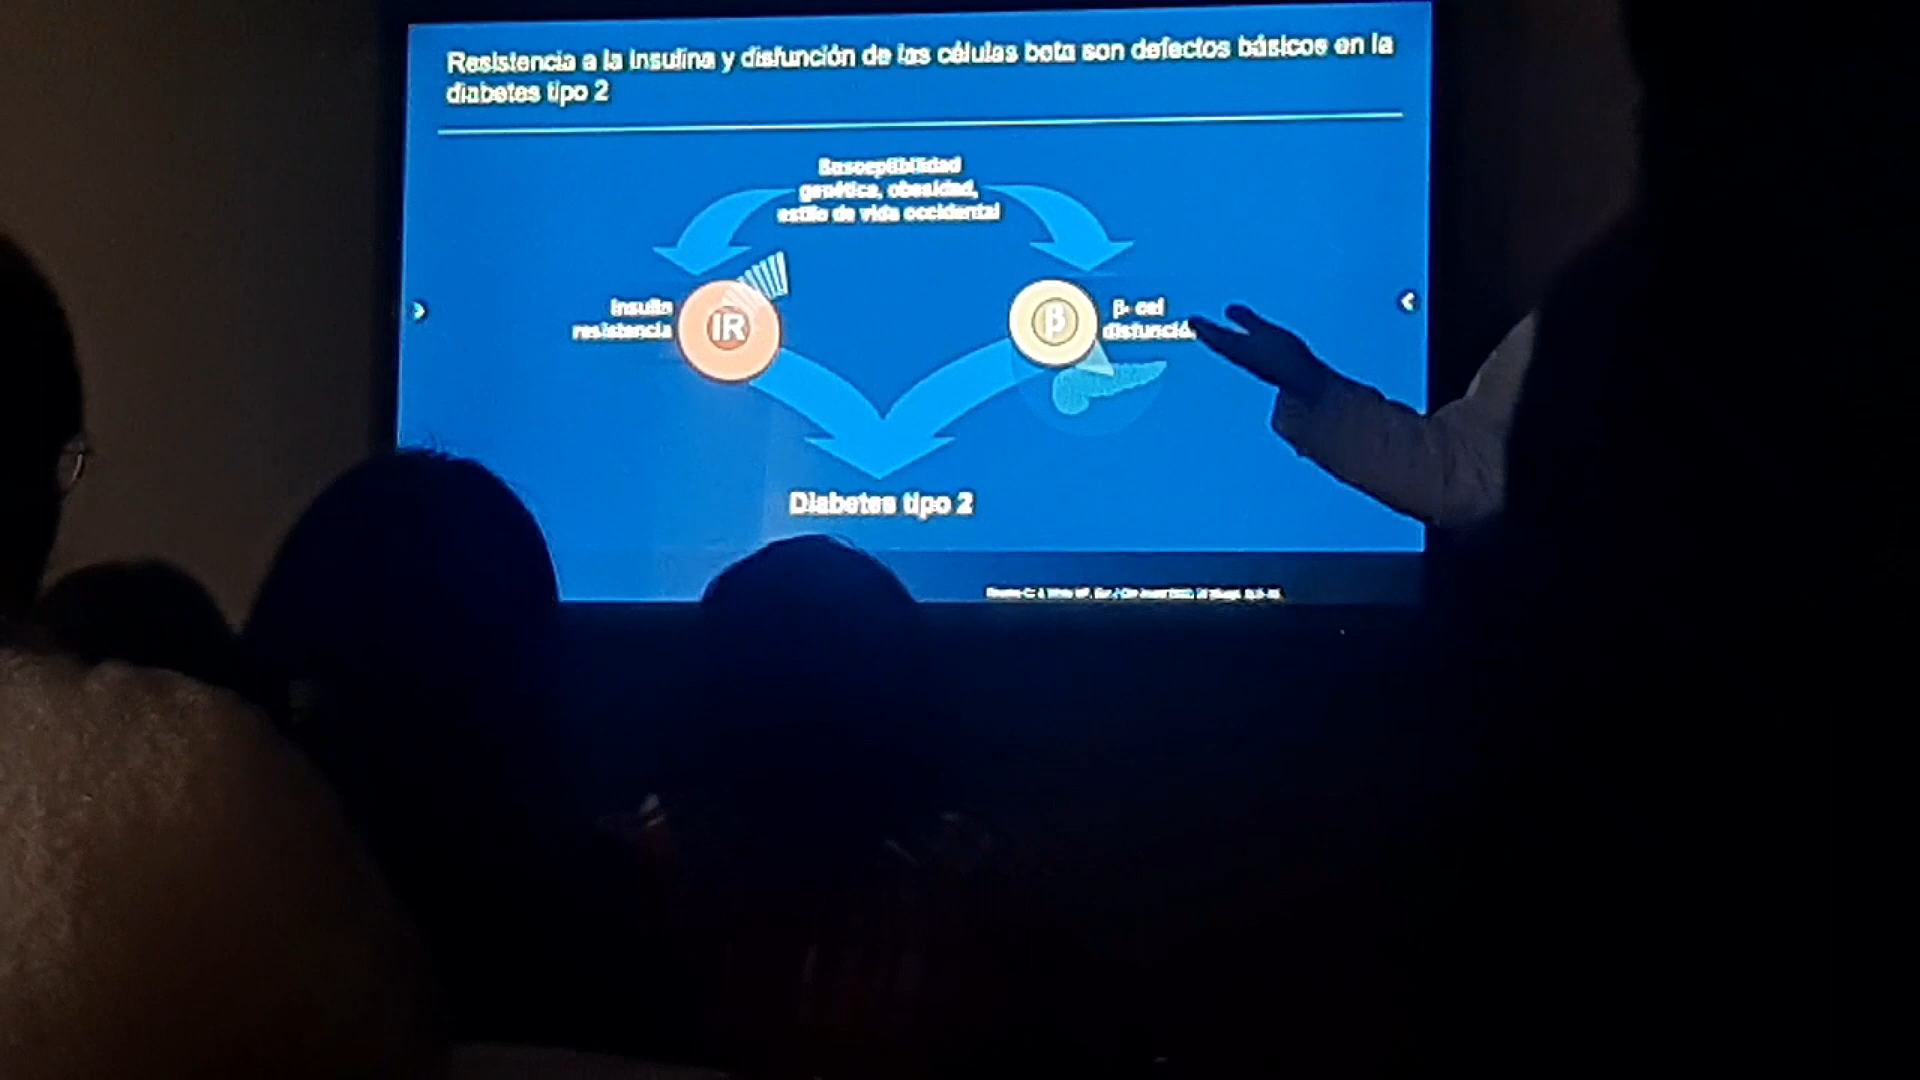 Resistencia a la insulina y disfunción de las células beta son defectos básicos en la
diabetes tipo 2
Susceptibilidad
genética, obesidad,
estilo de vida occidental
Insulin
resistencia
IR
β
β- cel
disfunció
Diabetes tipo 2